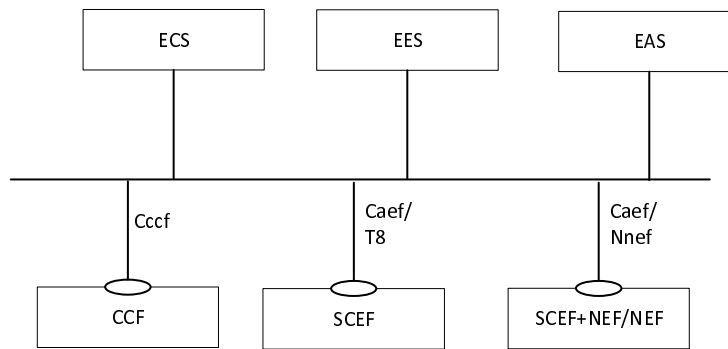 ECS
EES
EAS
Cccf
Caef/
T8
Caef/
Nnef
CCF
SCEF
SCEF+NEF/NEF